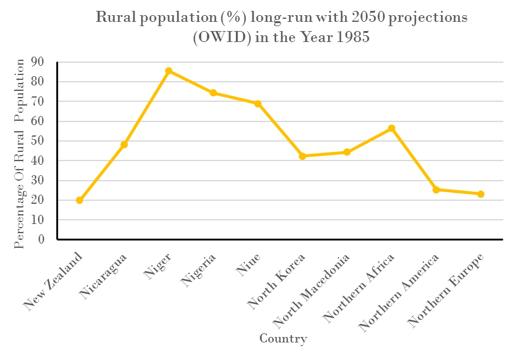 Rural population (%) long-run with 2050 projections
(OWID) in the Year 1985
Percentage Of Rural Population
90
80
70
60
50
40
30
20
10
0
New Zealand
Nicaragua
Niger
Nigeria
Niue
North Korea
North Macedonia
Northern Africa
Northern America
Northern Europe
Country